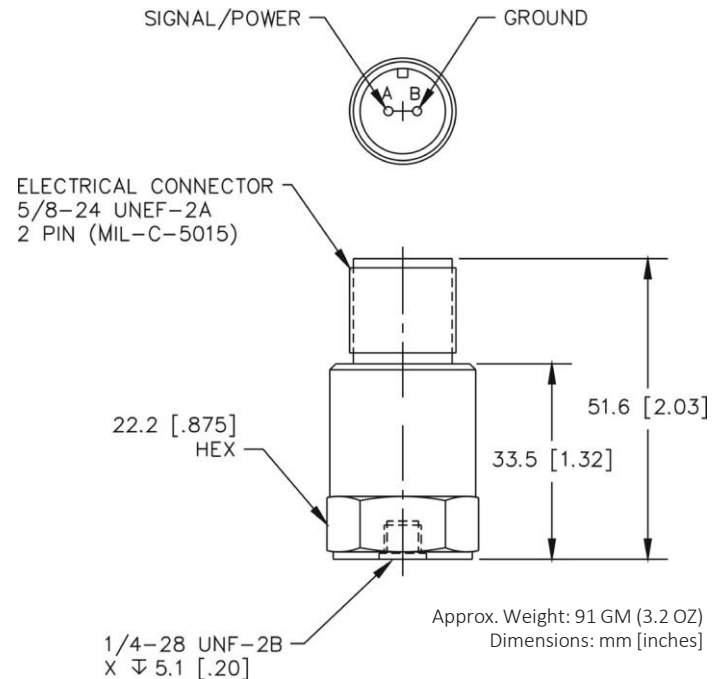 SIGNAL/POWER
GROUND
A B
ELECTRICAL CONNECTOR
5/8-24 UNEF-2A
2 PIN (MIL-C-5015)
51.6 [2.03]
22.2 [.875]
HEX
33.5 [1.32]
Approx. Weight: 91 GM (3.2 OZ)
Dimensions: mm [inches]
1/4-28 UNF-2B
X ↧ 5.1 [.20]